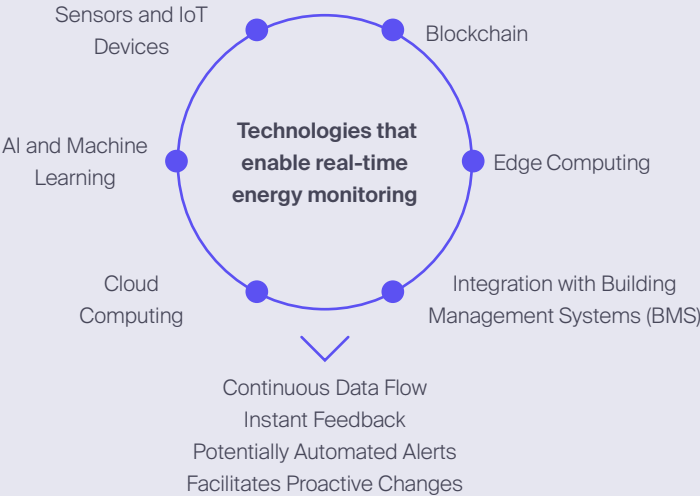 Sensors and IoT
Devices
Blockchain
AI and Machine
Learning
Technologies that
enable real-time
energy monitoring
Edge Computing
Cloud
Computing
Integration with Building
Management Systems (BMS)
Continuous Data Flow
Instant Feedback
Potentially Automated Alerts
Facilitates Proactive Changes